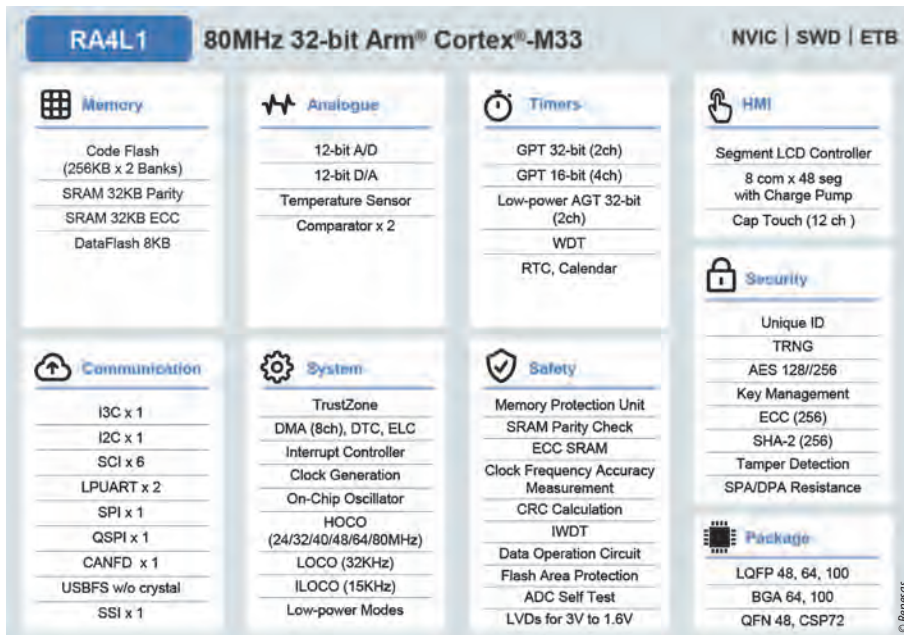 RA4L1
80MHz 32-bit Arm® Cortex®-M33
NVIC | SWD | ETB
Memory
Code Flash
(256KB x 2 Banks)
SRAM 32KB Parity
SRAM 32KB ECC
DataFlash 8KB
Analogue
12-bit A/D
12-bit D/A
Temperature Sensor
Comparator x 2
Timers
GPT 32-bit (2ch)
GPT 16-bit (4ch)
Low-power AGT 32-bit
(2ch)
WDT
RTC, Calendar
HMI
Segment LCD Controller
8 com x 48 seg
with Charge Pump
Cap Touch (12 ch )
Security
Unique ID
TRNG
AES 128//256
Key Management
ECC (256)
SHA-2 (256)
Tamper Detection
SPA/DPA Resistance
Communication
I3C x 1
I2C x 1
SCI x 6
LPUART x 2
SPI x 1
QSPI x 1
CANFD x 1
USBFS w/o crystal
SSI x 1
System
TrustZone
DMA (8ch), DTC, ELC
Interrupt Controller
Clock Generation
On-Chip Oscillator
HOCO
(24/32/40/48/64/80MHz)
LOCO (32KHz)
ILOCO (15KHz)
Low-power Modes
Safety
Memory Protection Unit
SRAM Parity Check
ECC SRAM
Clock Frequency Accuracy
Measurement
CRC Calculation
IWDT
Data Operation Circuit
Flash Area Protection
ADC Self Test
LVDs for 3V to 1.6V
Package
LQFP 48, 64, 100
BGA 64, 100
QFN 48, CSP72
© Renesas